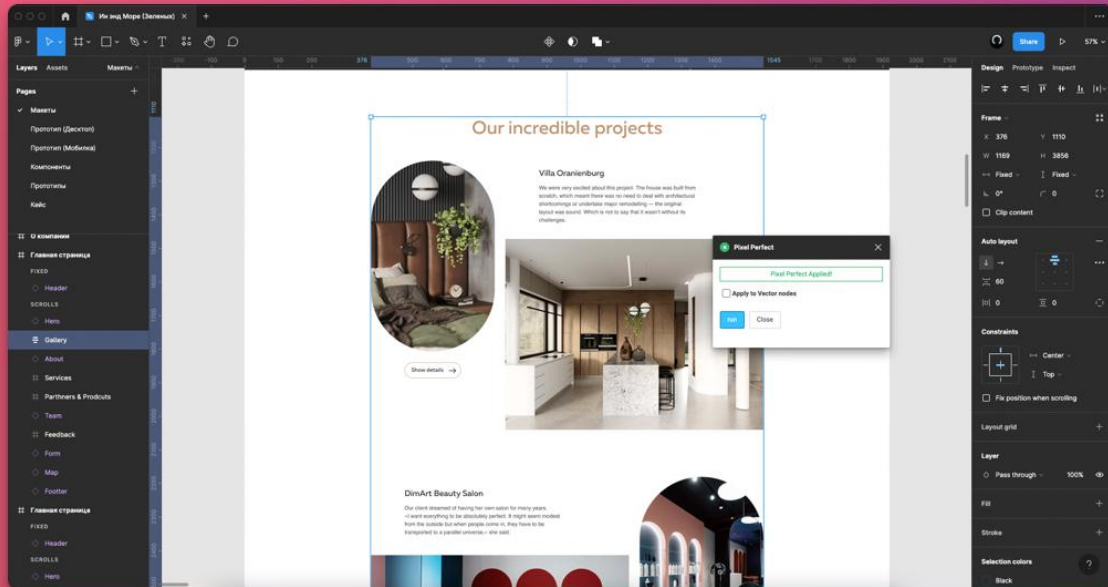 Ин энд Море (Зеленых)
Share
57%
Layers
Assets
Макеты
Pages
Макеты
Прототип (Десктоп)
Прототип (Мобилка)
Компоненты
Прототипы
Кейс
О компании
Главная страница
FIXED
Header
SCROLLS
Hero
Gallery
About
Services
Parthners & Prodcuts
Team
Feedback
Form
Map
Footter
Главная страница
FIXED
Header
SCROLLS
Hero
376
1545
Our incredible projects
Villa Oranienburg
We were very excited about this project. The house was built from
scratch, which meant there was no need to deal with architectural
shortcomings or undertake major remodelling — the original
layout was sound. Which is not to say that it wasn't without its
challenges.
Show details
DimArt Beauty Salon
Our client dreamed of having her own salon for many years.
«I want everything to be absolutely perfect. It might seem modest
from the outside but when people come in, they have to be
transported to a parallel universe,» she said.
Pixel Perfect
Pixel Perfect Applied!
Apply to Vector nodes
run
Close
Design
Prototype
Inspect
Frame
X 376
Y 1110
W 1169
H 3856
Fixed
Fixed
0°
0
Clip content
Auto layout
60
0
0
Constraints
Center
Top
Fix position when scrolling
Layout grid
Layer
Pass through
100%
Fill
Stroke
Selection colors
Black
?